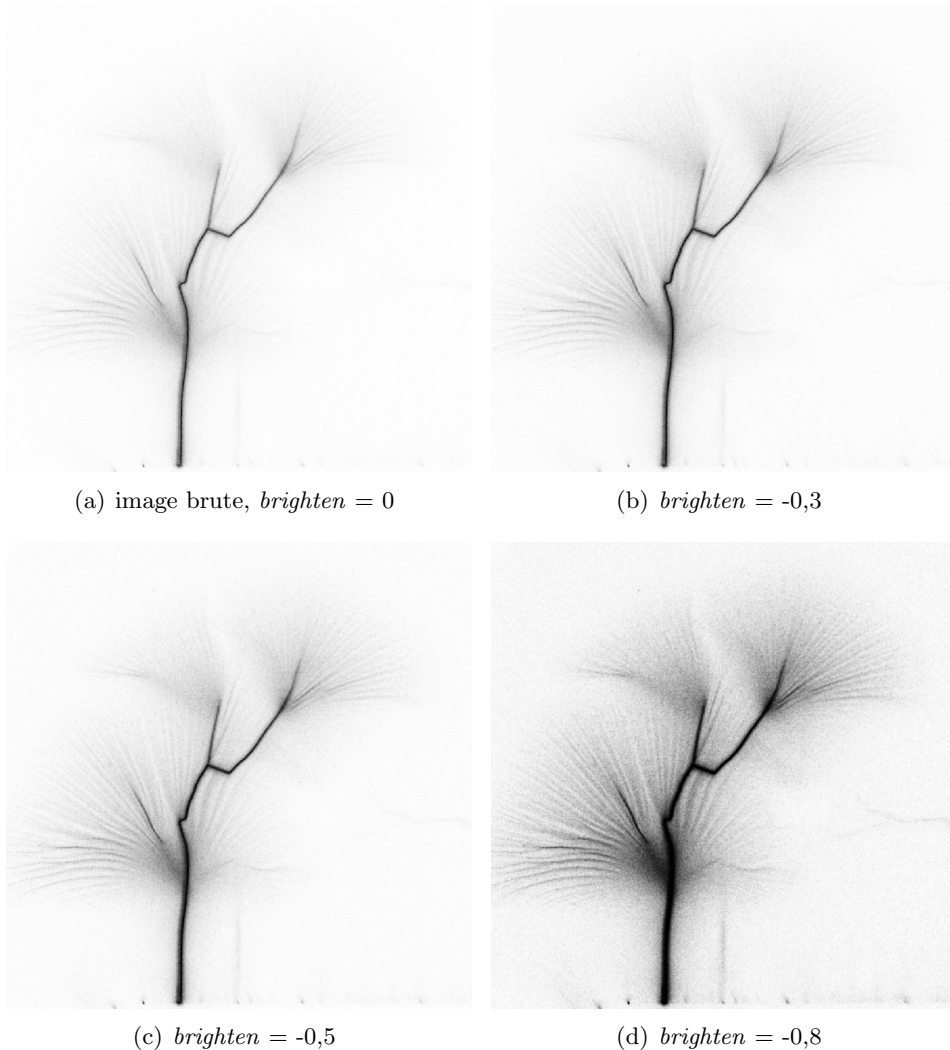 (a) image brute, brighten = 0
(b) brighten = -0,3
(c) brighten = -0,5
(d) brighten = -0,8